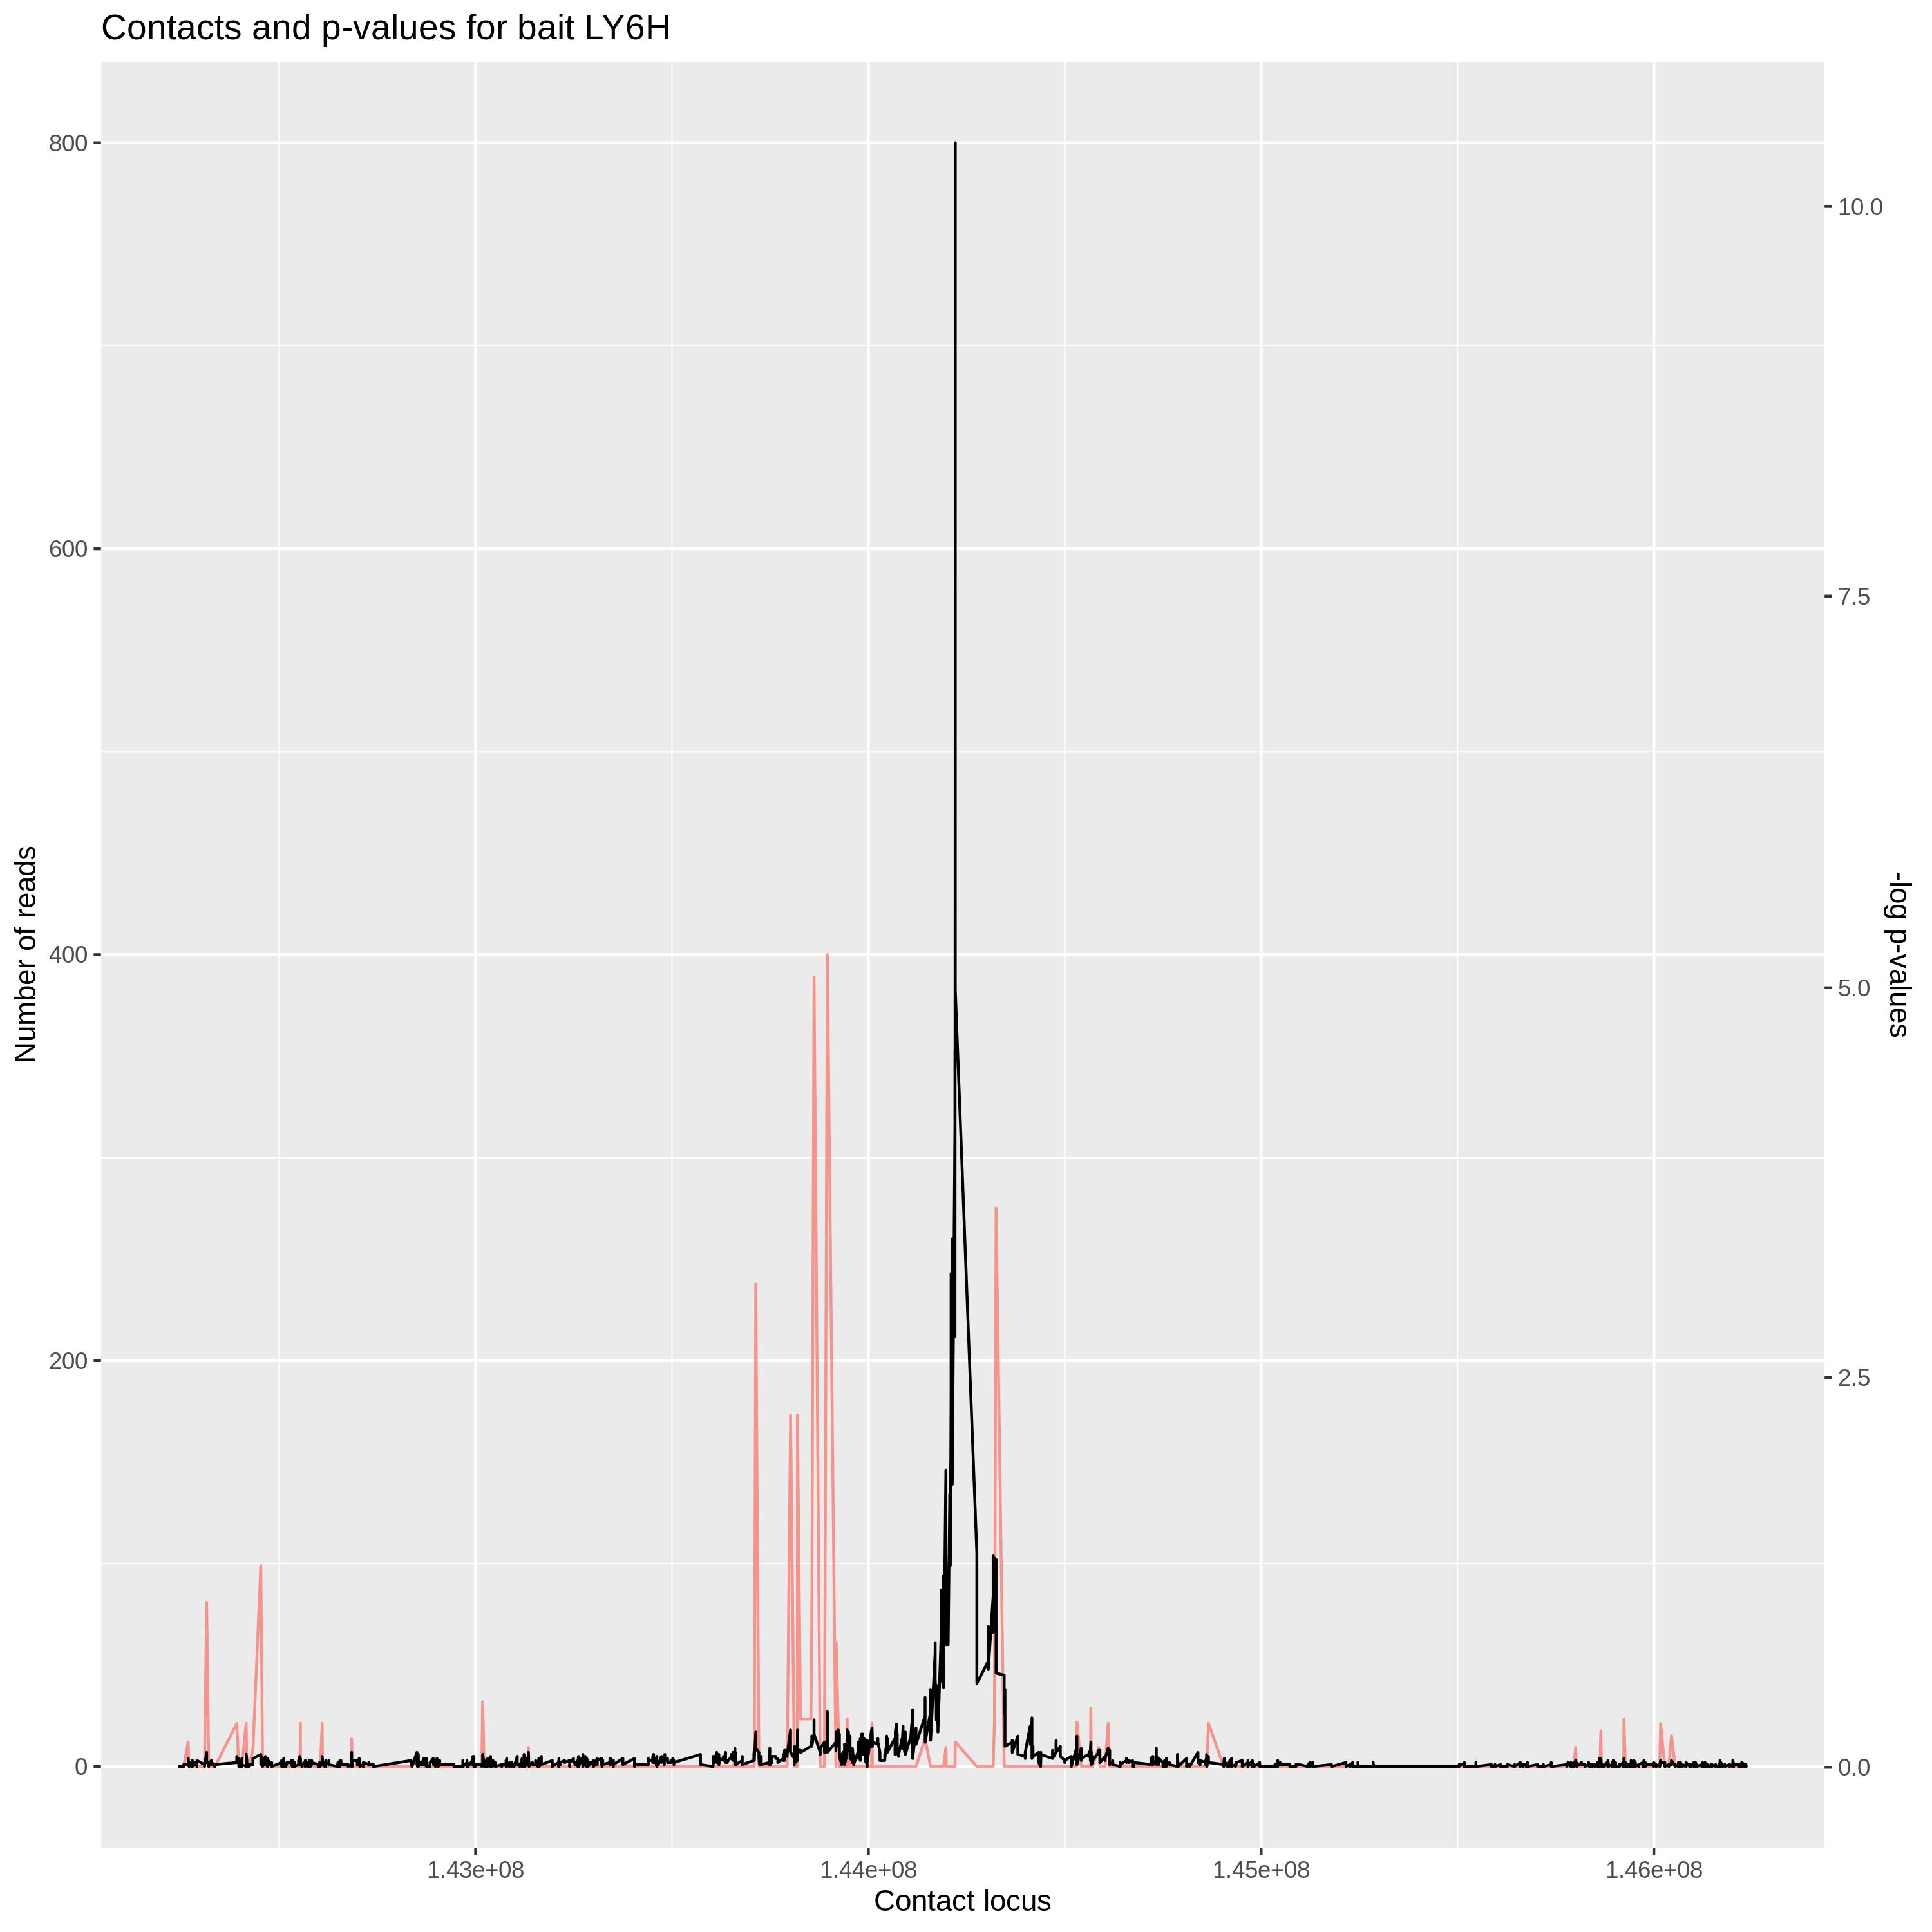 Contacts and p-values for bait LY6H
800
600
400
200
0
Number of reads
10.0
7.5
5.0
2.5
0.0
-log p-values
1.43e+08
1.44e+08
1.45e+08
1.46e+08
Contact locus